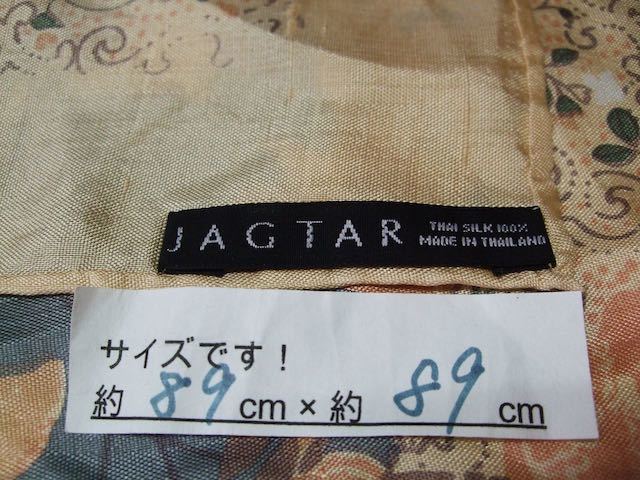 JAGTAR
THAI SILK 100%
MADE IN THAILAND
サイズです！
約 89 cm × 約 89 cm